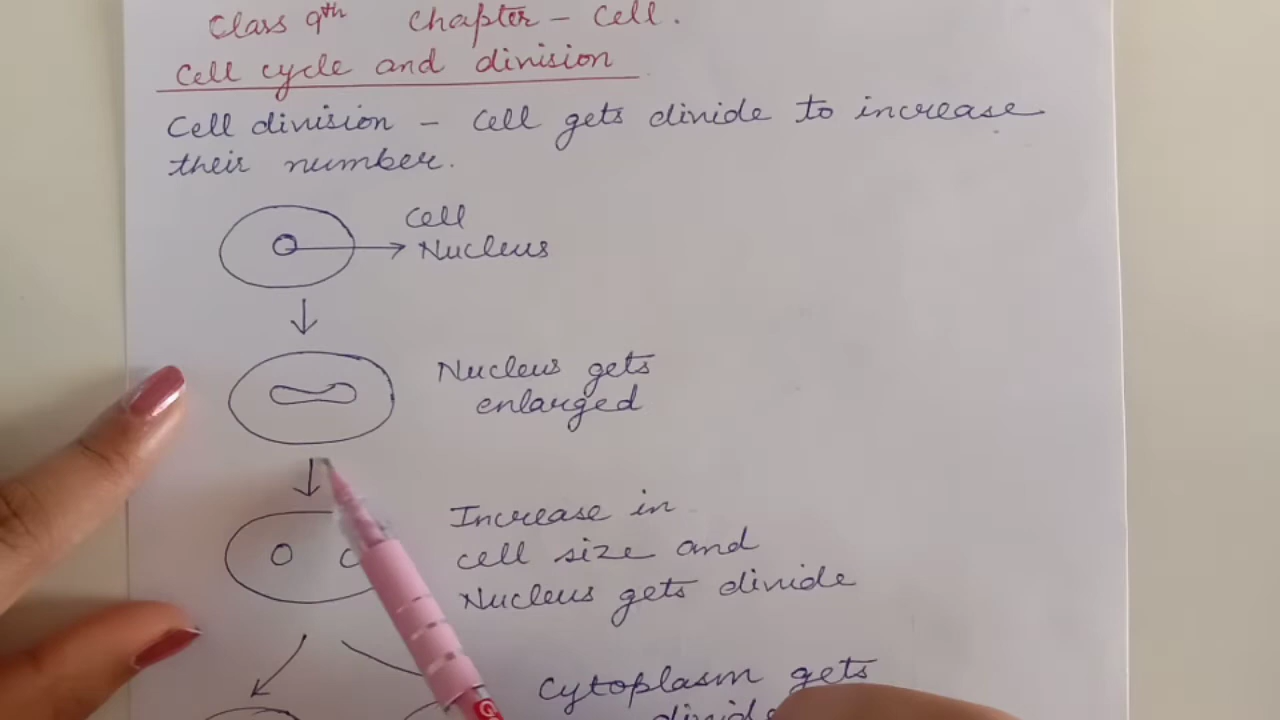 Class 9th Chapter - Cell.
Cell cycle and division
Cell division - Cell gets divide to increase
their number.
Cell
Nucleus
Nucleus gets
enlarged
Increase in
cell size and
Nucleus gets divide
Cytoplasm gets
divide